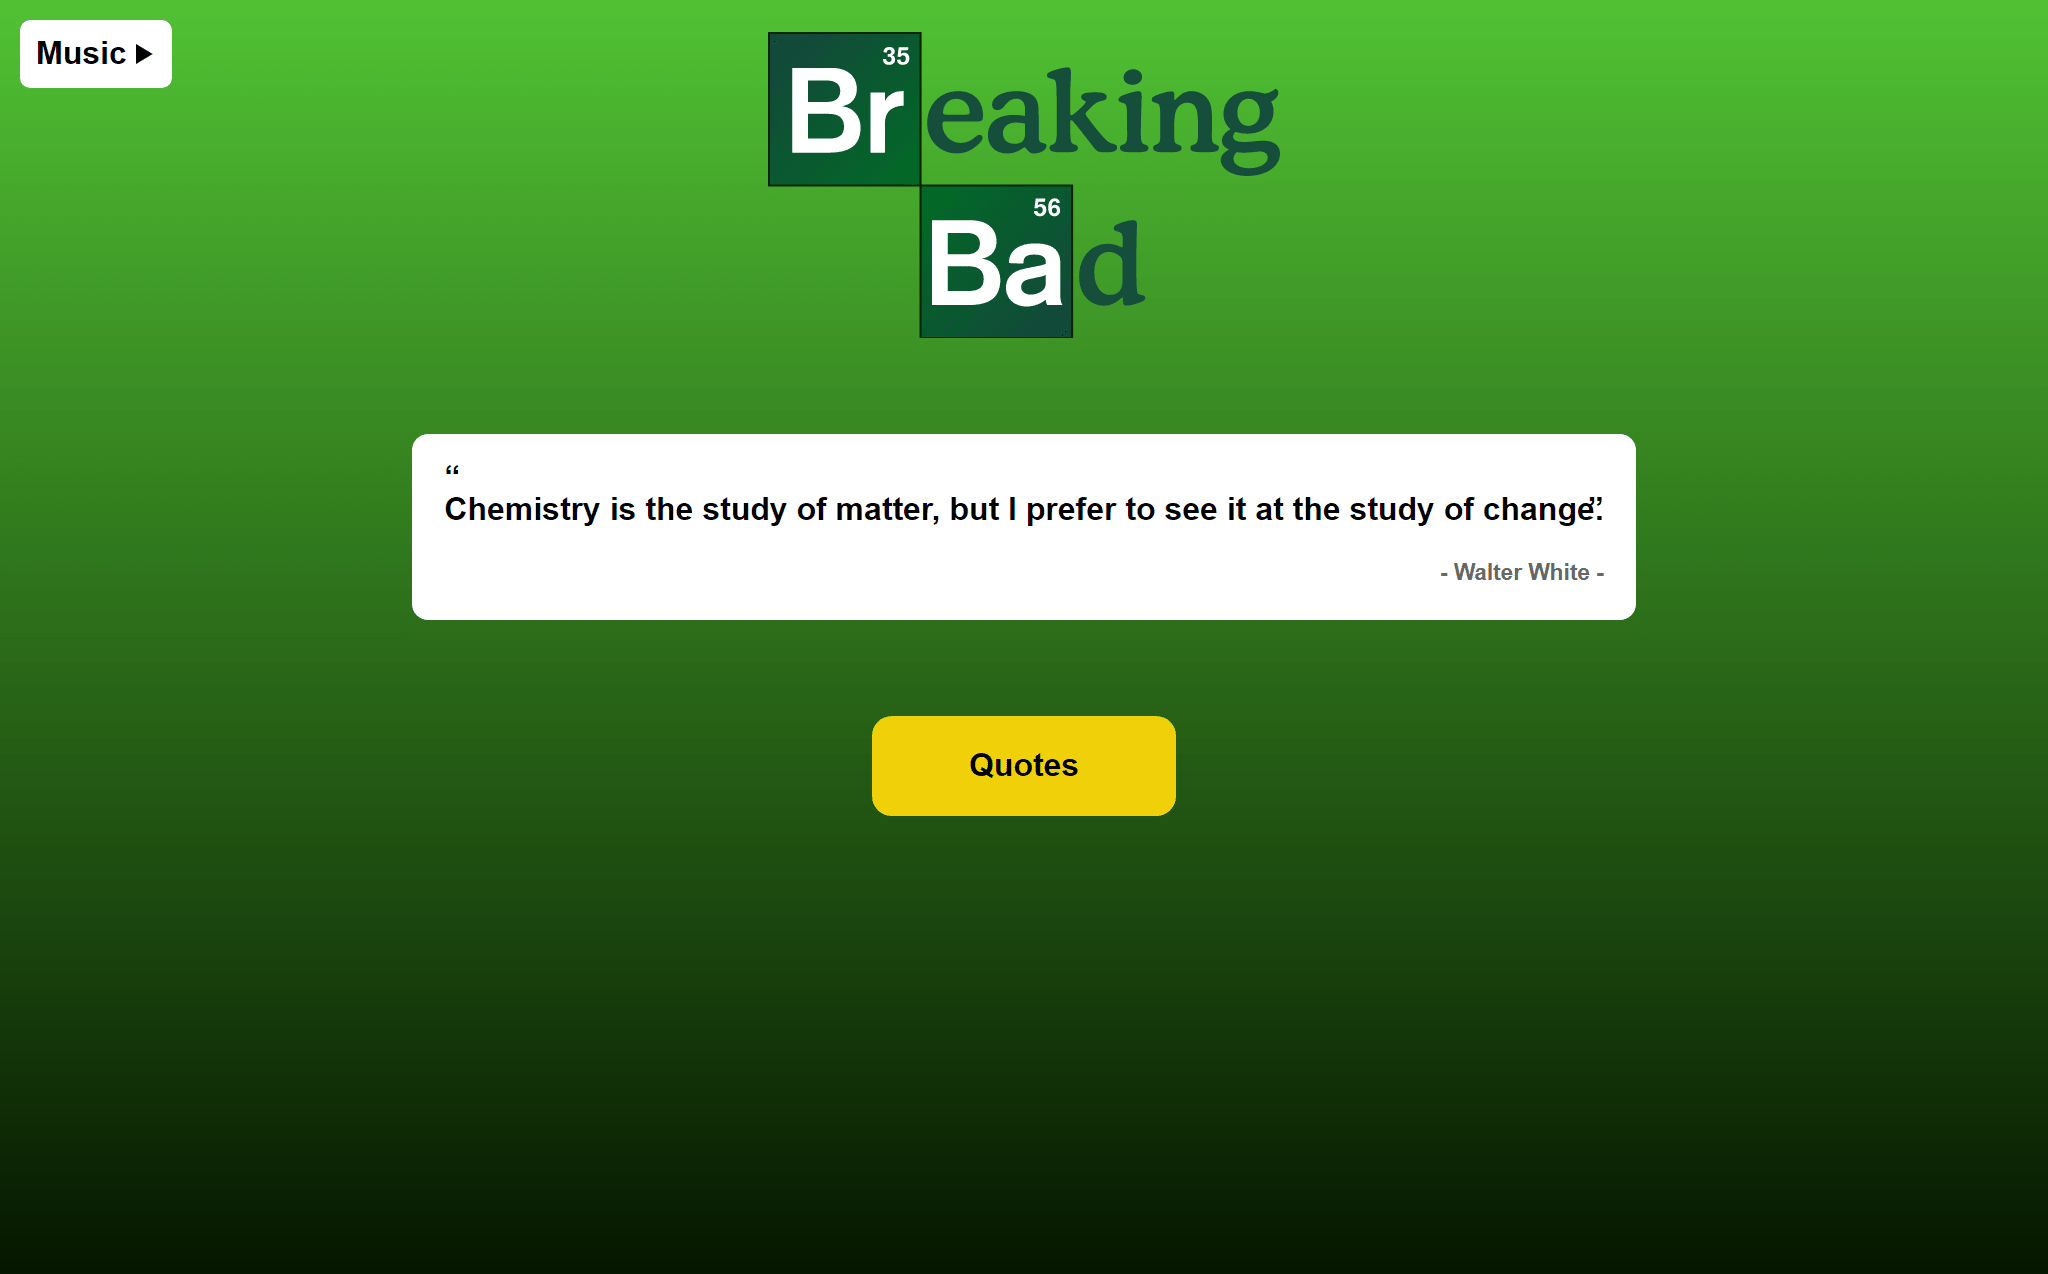 Music ▶
35
Breaking
56
Bad
“
Chemistry is the study of matter, but I prefer to see it at the study of change.”
- Walter White -
Quotes